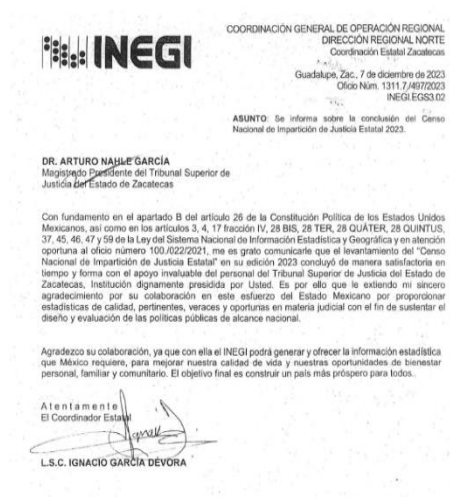 INEGI
COORDINACIÓN GENERAL DE OPERACIÓN REGIONAL
DIRECCIÓN REGIONAL NORTE
Coordinación Estatal Zacatecas
Guadalupe, Zac., 7 de diciembre de 2023
Oficio Núm. 1311.7./497/2023
INEGI.EGS3.02
ASUNTO: Se informa sobre la conclusión del Censo
Nacional de Impartición de Justicia Estatal 2023.
DR. ARTURO NAHLE GARCÍA
Magistrado Presidente del Tribunal Superior de
Justicia del Estado de Zacatecas
Con fundamento en el apartado B del artículo 26 de la Constitución Política de los Estados Unidos
Mexicanos, así como en los artículos 3, 4, 17 fracción IV, 28 BIS, 28 TER, 28 QUÁTER, 28 QUINTUS,
37, 45, 46, 47 y 59 de la Ley del Sistema Nacional de Información Estadística y Geográfica y en atención
oportuna al oficio número 100./022/2021, me es grato comunicarle que el levantamiento del "Censo
Nacional de Impartición de Justicia Estatal" en su edición 2023 concluyó de manera satisfactoria en
tiempo y forma con el apoyo invaluable del personal del Tribunal Superior de Justicia del Estado de
Zacatecas, Institución dignamente presidida por Usted. Es por ello que le extiendo mi sincero
agradecimiento por su colaboración en este esfuerzo del Estado Mexicano por proporcionar
estadísticas de calidad, pertinentes, veraces y oportunas en materia judicial con el fin de sustentar el
diseño y evaluación de las políticas públicas de alcance nacional.
Agradezco su colaboración, ya que con ella el INEGI podrá generar y ofrecer la información estadística
que México requiere, para mejorar nuestra calidad de vida y nuestras oportunidades de bienestar
personal, familiar y comunitario. El objetivo final es construir un país más próspero para todos.
Atentamente
El Coordinador Estatal
L.S.C. IGNACIO GARCÍA DÉVORA